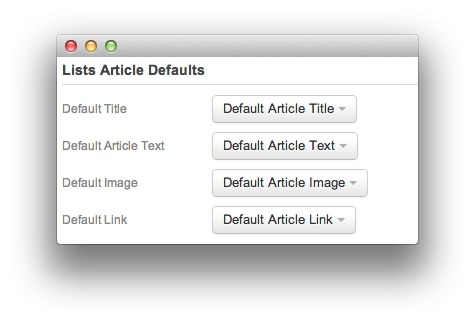 Lists Article Defaults
Default Title Default Article Title
Default Article Text Default Article Text
Default Image Default Article Image
Default Link Default Article Link